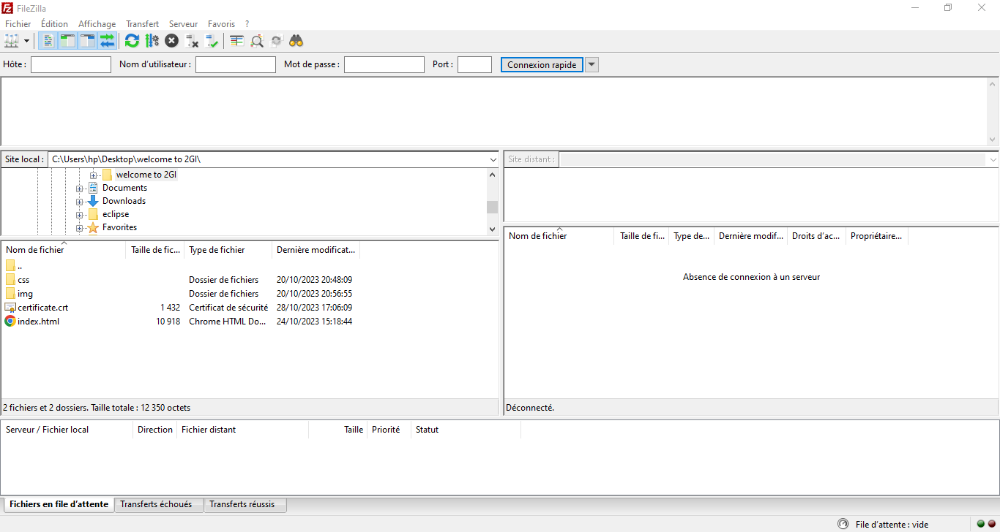 FileZilla
Fichier Édition Affichage Transfert Serveur Favoris ?
Hôte : Nom d'utilisateur : Mot de passe : Port : Connexion rapide
Site local : C:\Users\hp\Desktop\welcome to 2GI\
welcome to 2GI
Documents
Downloads
eclipse
Favorites
Nom de fichier Taille de fic... Type de fichier Dernière modificat...
..
css Dossier de fichiers 20/10/2023 20:48:09
img Dossier de fichiers 20/10/2023 20:56:55
certificate.crt 1 432 Certificat de sécurité 28/10/2023 17:06:09
index.html 10 918 Chrome HTML Do... 24/10/2023 15:18:44
2 fichiers et 2 dossiers. Taille totale : 12 350 octets
Site distant :
Nom de fichier Taille de fi... Type de... Dernière modif... Droits d'ac... Propriétaire...
Absence de connexion à un serveur
Déconnecté.
Serveur / Fichier local Direction Fichier distant Taille Priorité Statut
Fichiers en file d'attente Transferts échoués Transferts réussis
File d'attente : vide